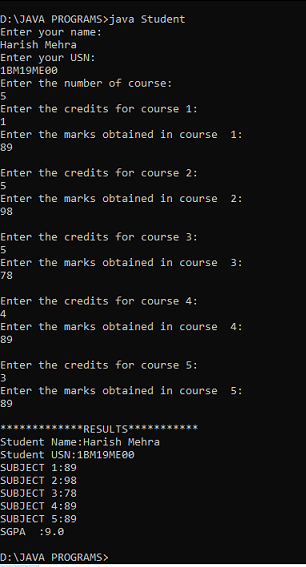 D:\JAVA PROGRAMS>java Student
Enter your name:
Harish Mehra
Enter your USN:
1BM19ME00
Enter the number of course:
5
Enter the credits for course 1:
1
Enter the marks obtained in course  1:
89
Enter the credits for course 2:
5
Enter the marks obtained in course  2:
98
Enter the credits for course 3:
5
Enter the marks obtained in course  3:
78
Enter the credits for course 4:
4
Enter the marks obtained in course  4:
89
Enter the credits for course 5:
3
Enter the marks obtained in course  5:
89
*************RESULTS***********
Student Name:Harish Mehra
Student USN:1BM19ME00
SUBJECT 1:89
SUBJECT 2:98
SUBJECT 3:78
SUBJECT 4:89
SUBJECT 5:89
SGPA  :9.0
D:\JAVA PROGRAMS>